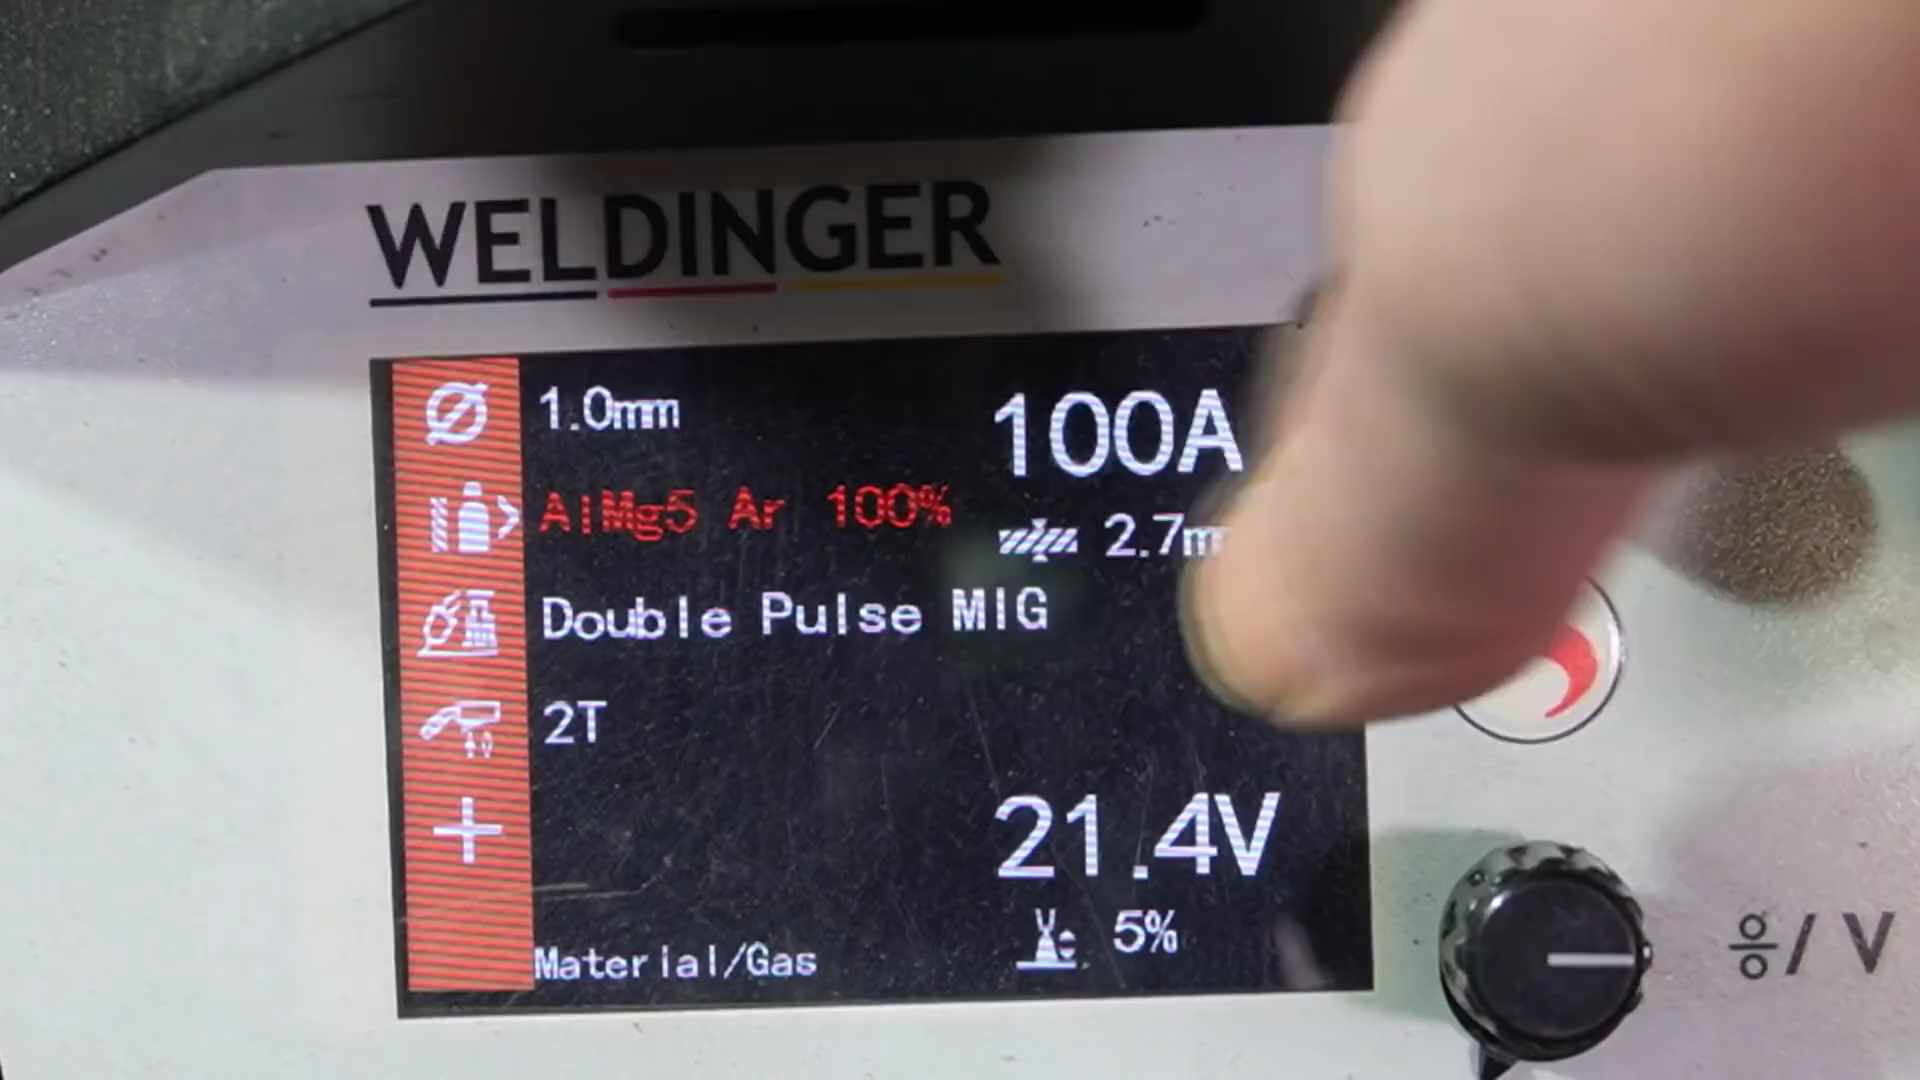 WELDINGER
1.0mm
100A
AlMg5 Ar 100%
2.7m
Double Pulse MIG
2T
21.4V
5%
Material/Gas
/ V